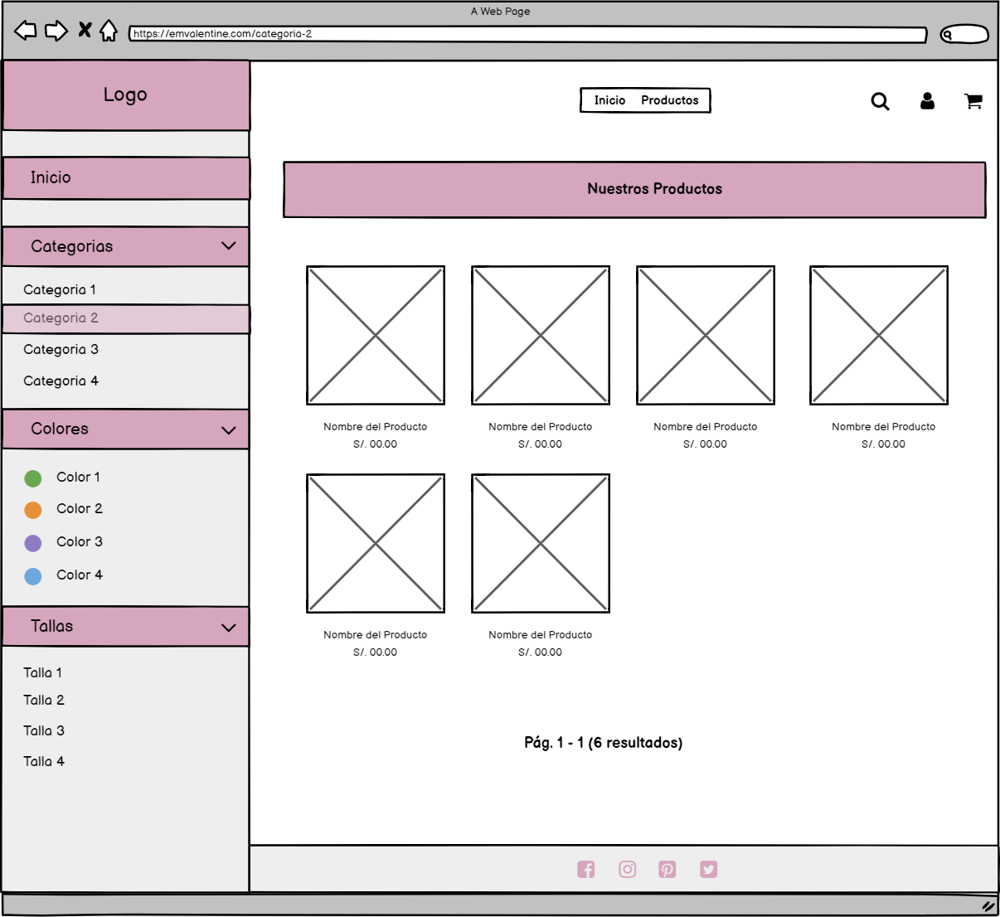 A Web Page
https://emvalentine.com/categoria-2
Logo
Inicio
Categorias
Categoria 1
Categoria 2
Categoria 3
Categoria 4
Colores
Color 1
Color 2
Color 3
Color 4
Tallas
Talla 1
Talla 2
Talla 3
Talla 4
Inicio Productos
Nuestros Productos
Nombre del Producto
S/. 00.00
Nombre del Producto
S/. 00.00
Nombre del Producto
S/. 00.00
Nombre del Producto
S/. 00.00
Nombre del Producto
S/. 00.00
Nombre del Producto
S/. 00.00
Pág. 1 - 1 (6 resultados)